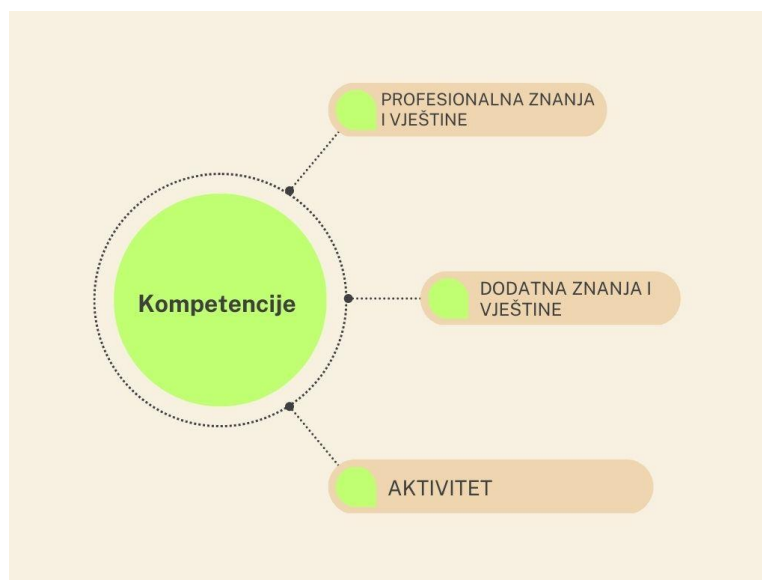 PROFESIONALNA ZNANJA
I VJEŠTINE
Kompetencije
DODATNA ZNANJA I
VJEŠTINE
AKTIVITET